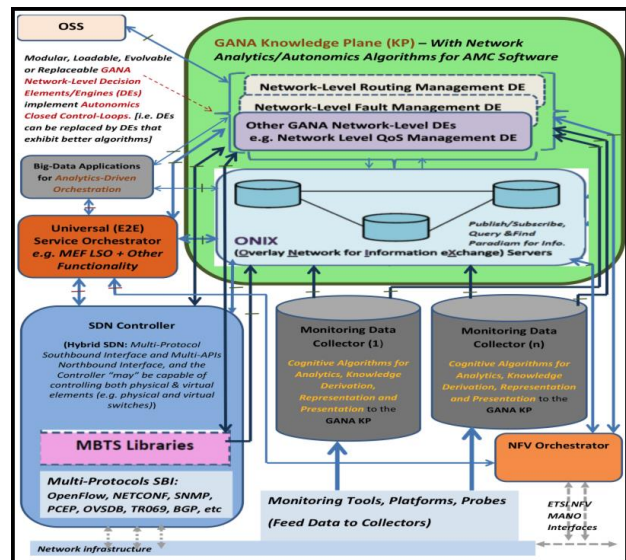 OSS
GANA Knowledge Plane (KP) – With Network
Analytics/Autonomics Algorithms for AMC Software
Modular, Loadable, Evolvable
or Replaceable GANA
Network-Level Decision
Elements/Engines (DEs)
implement Autonomics
Closed Control-Loops. [i.e. DEs
can be replaced by DEs that
exhibit better algorithms]
Network-Level Routing Management DE
Network-Level Fault Management DE
Other GANA Network-Level DEs
e.g. Network Level QoS Management DE
Big-Data Applications
for Analytics-Driven
Orchestration
Universal (E2E)
Service Orchestrator
e.g. MEF LSO + Other
Functionality
Publish/Subscribe,
Query &Find
Paradigm for Info.
ONIX
(Overlay Network for Information eXchange) Servers
SDN Controller
(Hybrid SDN: Multi-Protocol
Southbound Interface and Multi-APIs
Northbound Interface, and the
Controller "may" be capable of
controlling both physical & virtual
elements (e.g. physical and virtual
switches))
MBTS Libraries
Multi-Protocols SBI:
OpenFlow, NETCONF, SNMP,
PCEP, OVSDB, TR069, BGP, etc
Monitoring Data
Collector (1)
Cognitive Algorithms for
Analytics, Knowledge
Derivation,
Representation and
Presentation to the
GANA KP
Monitoring Data
Collector (n)
Cognitive Algorithms for
Analytics, Knowledge
Derivation, Representation
and Presentation to the
GANA KP
NFV Orchestrator
Monitoring Tools, Platforms, Probes
(Feed Data to Collectors)
ETSI NFV
MANO
Interfaces
Network infrastructure